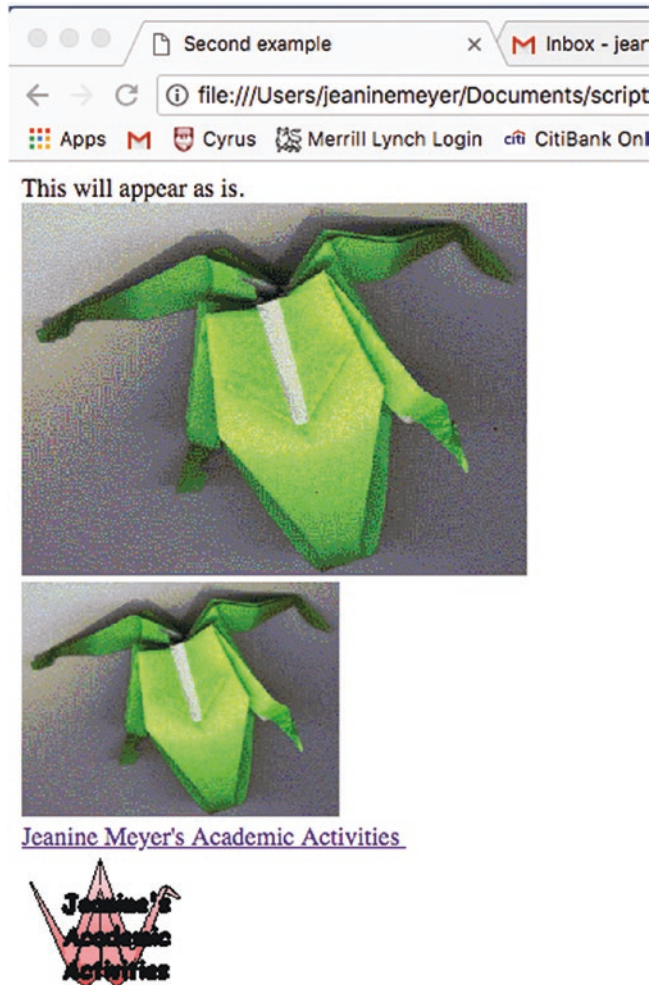 Second example
Inbox - jear
file:///Users/jeaninemeyer/Documents/script
Apps
Cyrus
Merrill Lynch Login
citi CitiBank Onl
This will appear as is.
Jeanine Meyer's Academic Activities
Jeanine's
Academic
Activities